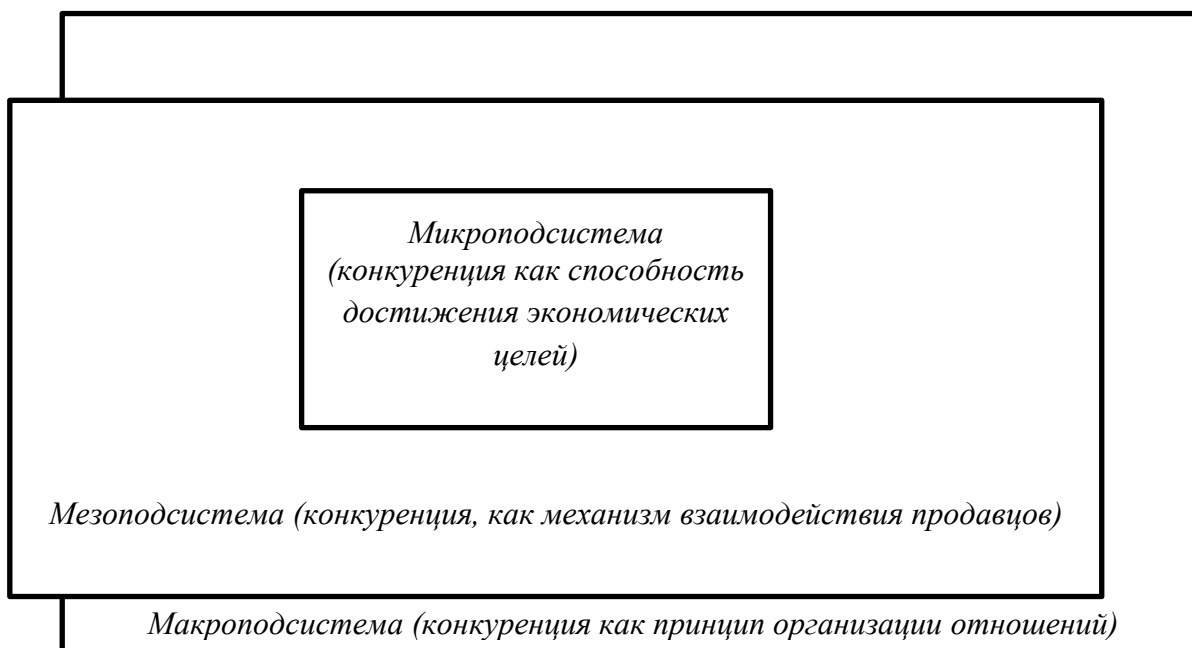 Микроподсистема
(конкуренция как способность
достижения экономических
целей)
Мезоподсистема (конкуренция, как механизм взаимодействия продавцов)
Макроподсистема (конкуренция как принцип организации отношений)